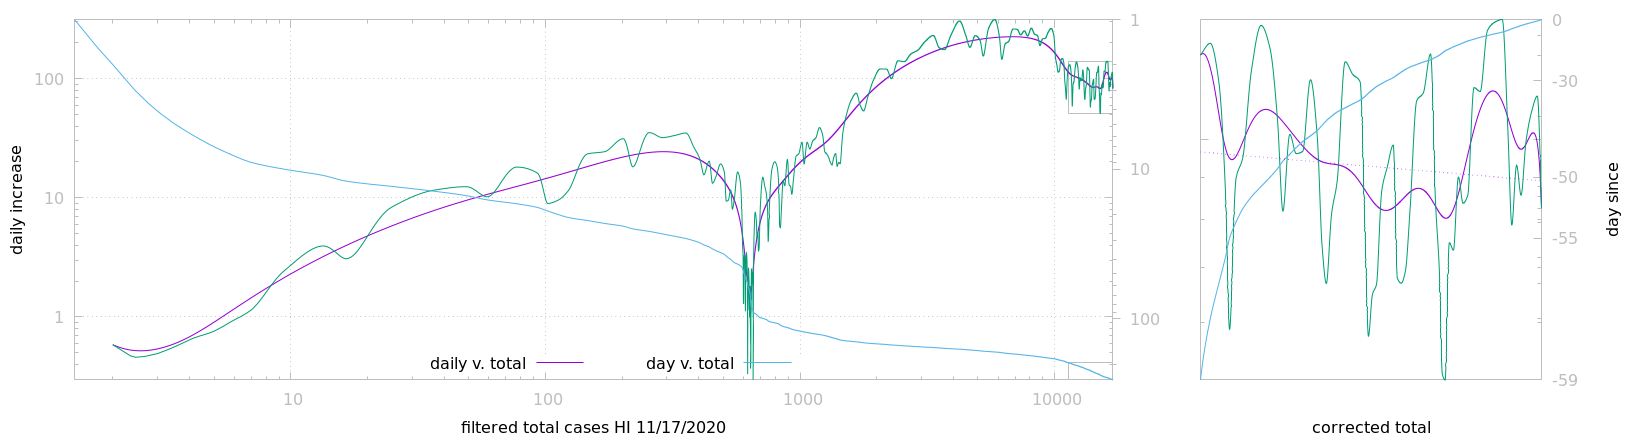 daily increase
100
10
1
10
100
1000
10000
1
10
100
daily v. total
day v. total
filtered total cases HI 11/17/2020
0
-30
-50
-55
-59
day since
corrected total